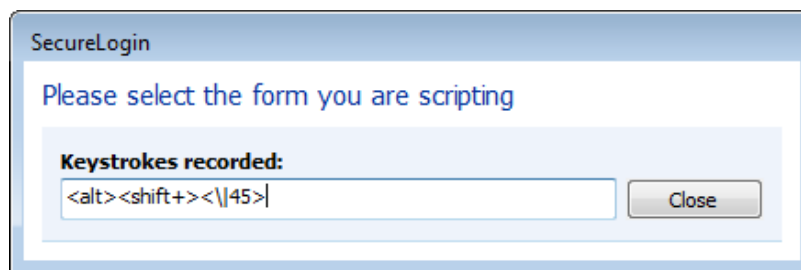 SecureLogin
Please select the form you are scripting
Keystrokes recorded:
<alt><shift+><\|45>
Close